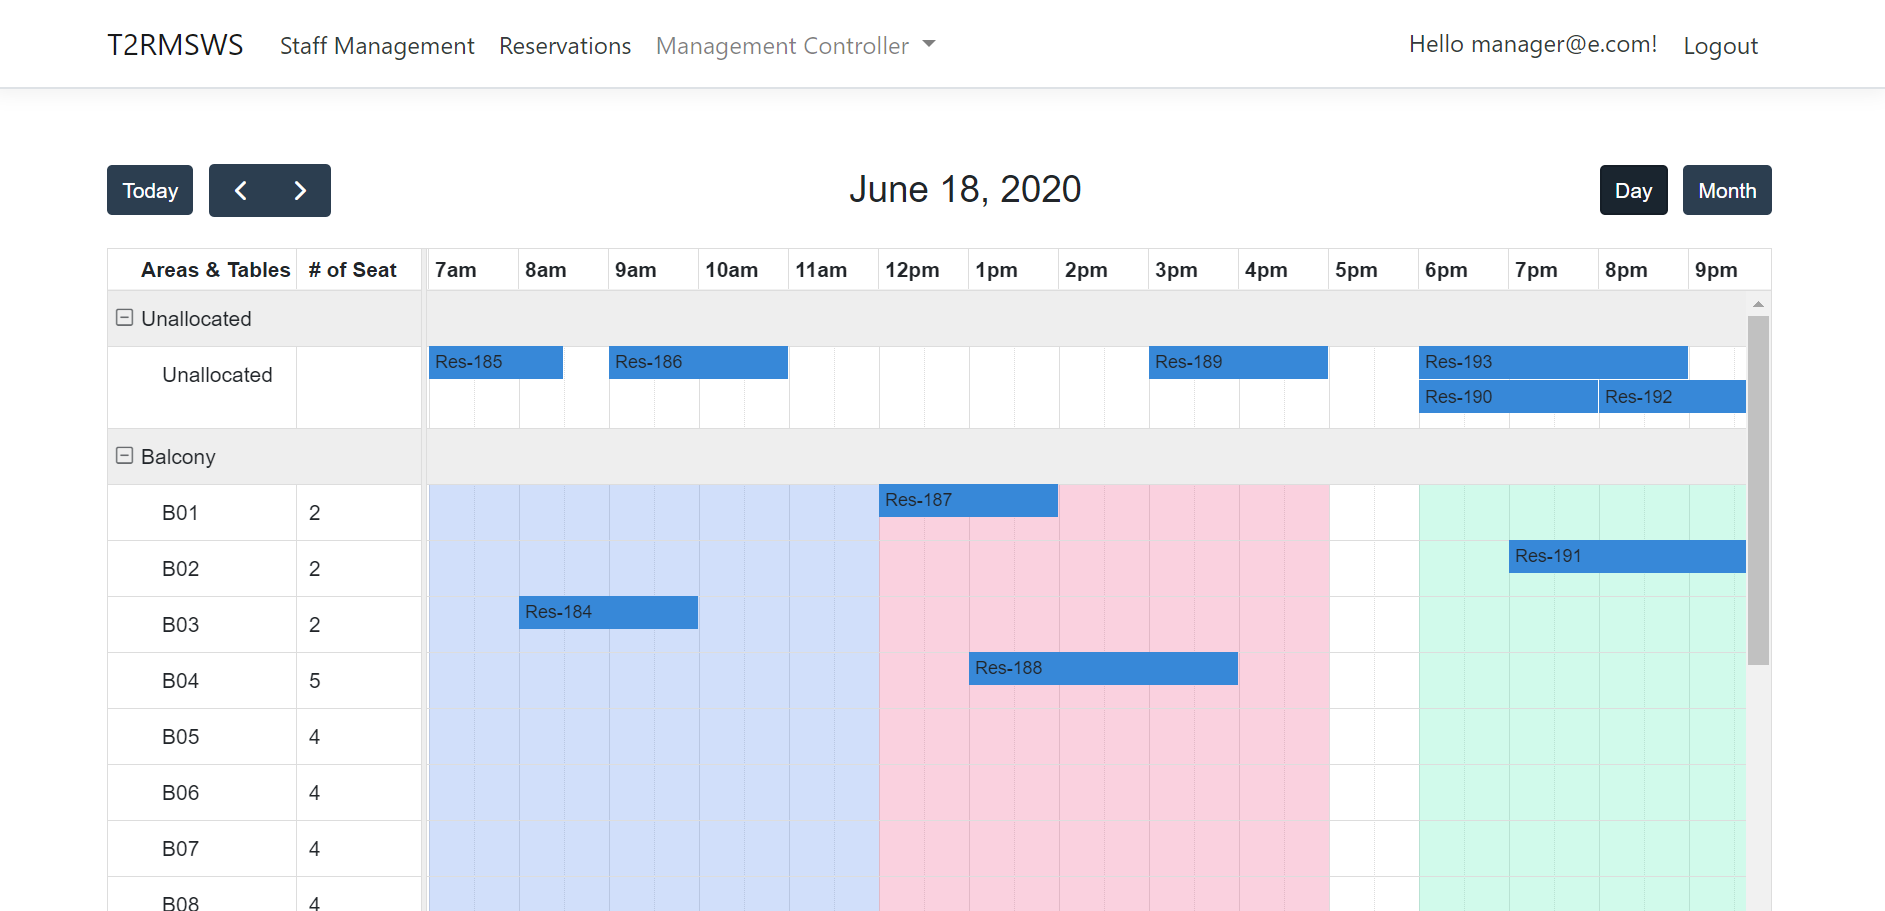 T2RMSWS Staff Management Reservations Management Controller Hello manager@e.com! Logout
Today June 18, 2020 Day Month
Areas & Tables # of Seat 7am 8am 9am 10am 11am 12pm 1pm 2pm 3pm 4pm 5pm 6pm 7pm 8pm 9pm
Unallocated
Res-185 Res-186 Res-189 Res-193
Unallocated
Res-190 Res-192
Balcony
Res-187
B01 2
Res-191
B02 2
Res-184
B03 2
Res-188
B04 5
B05 4
B06 4
B07 4
B08 4